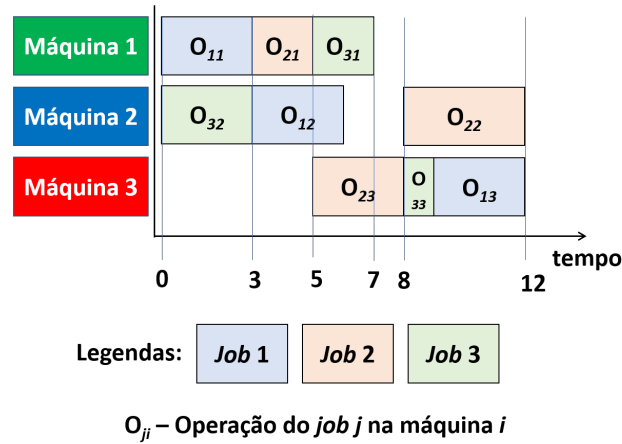 Máquina 1 O11 O21 O31
Máquina 2 O32 O12 O22
Máquina 3 O23 O33 O13
tempo
0 3 5 7 8 12
Legendas: Job 1 Job 2 Job 3
Oji – Operação do job j na máquina i